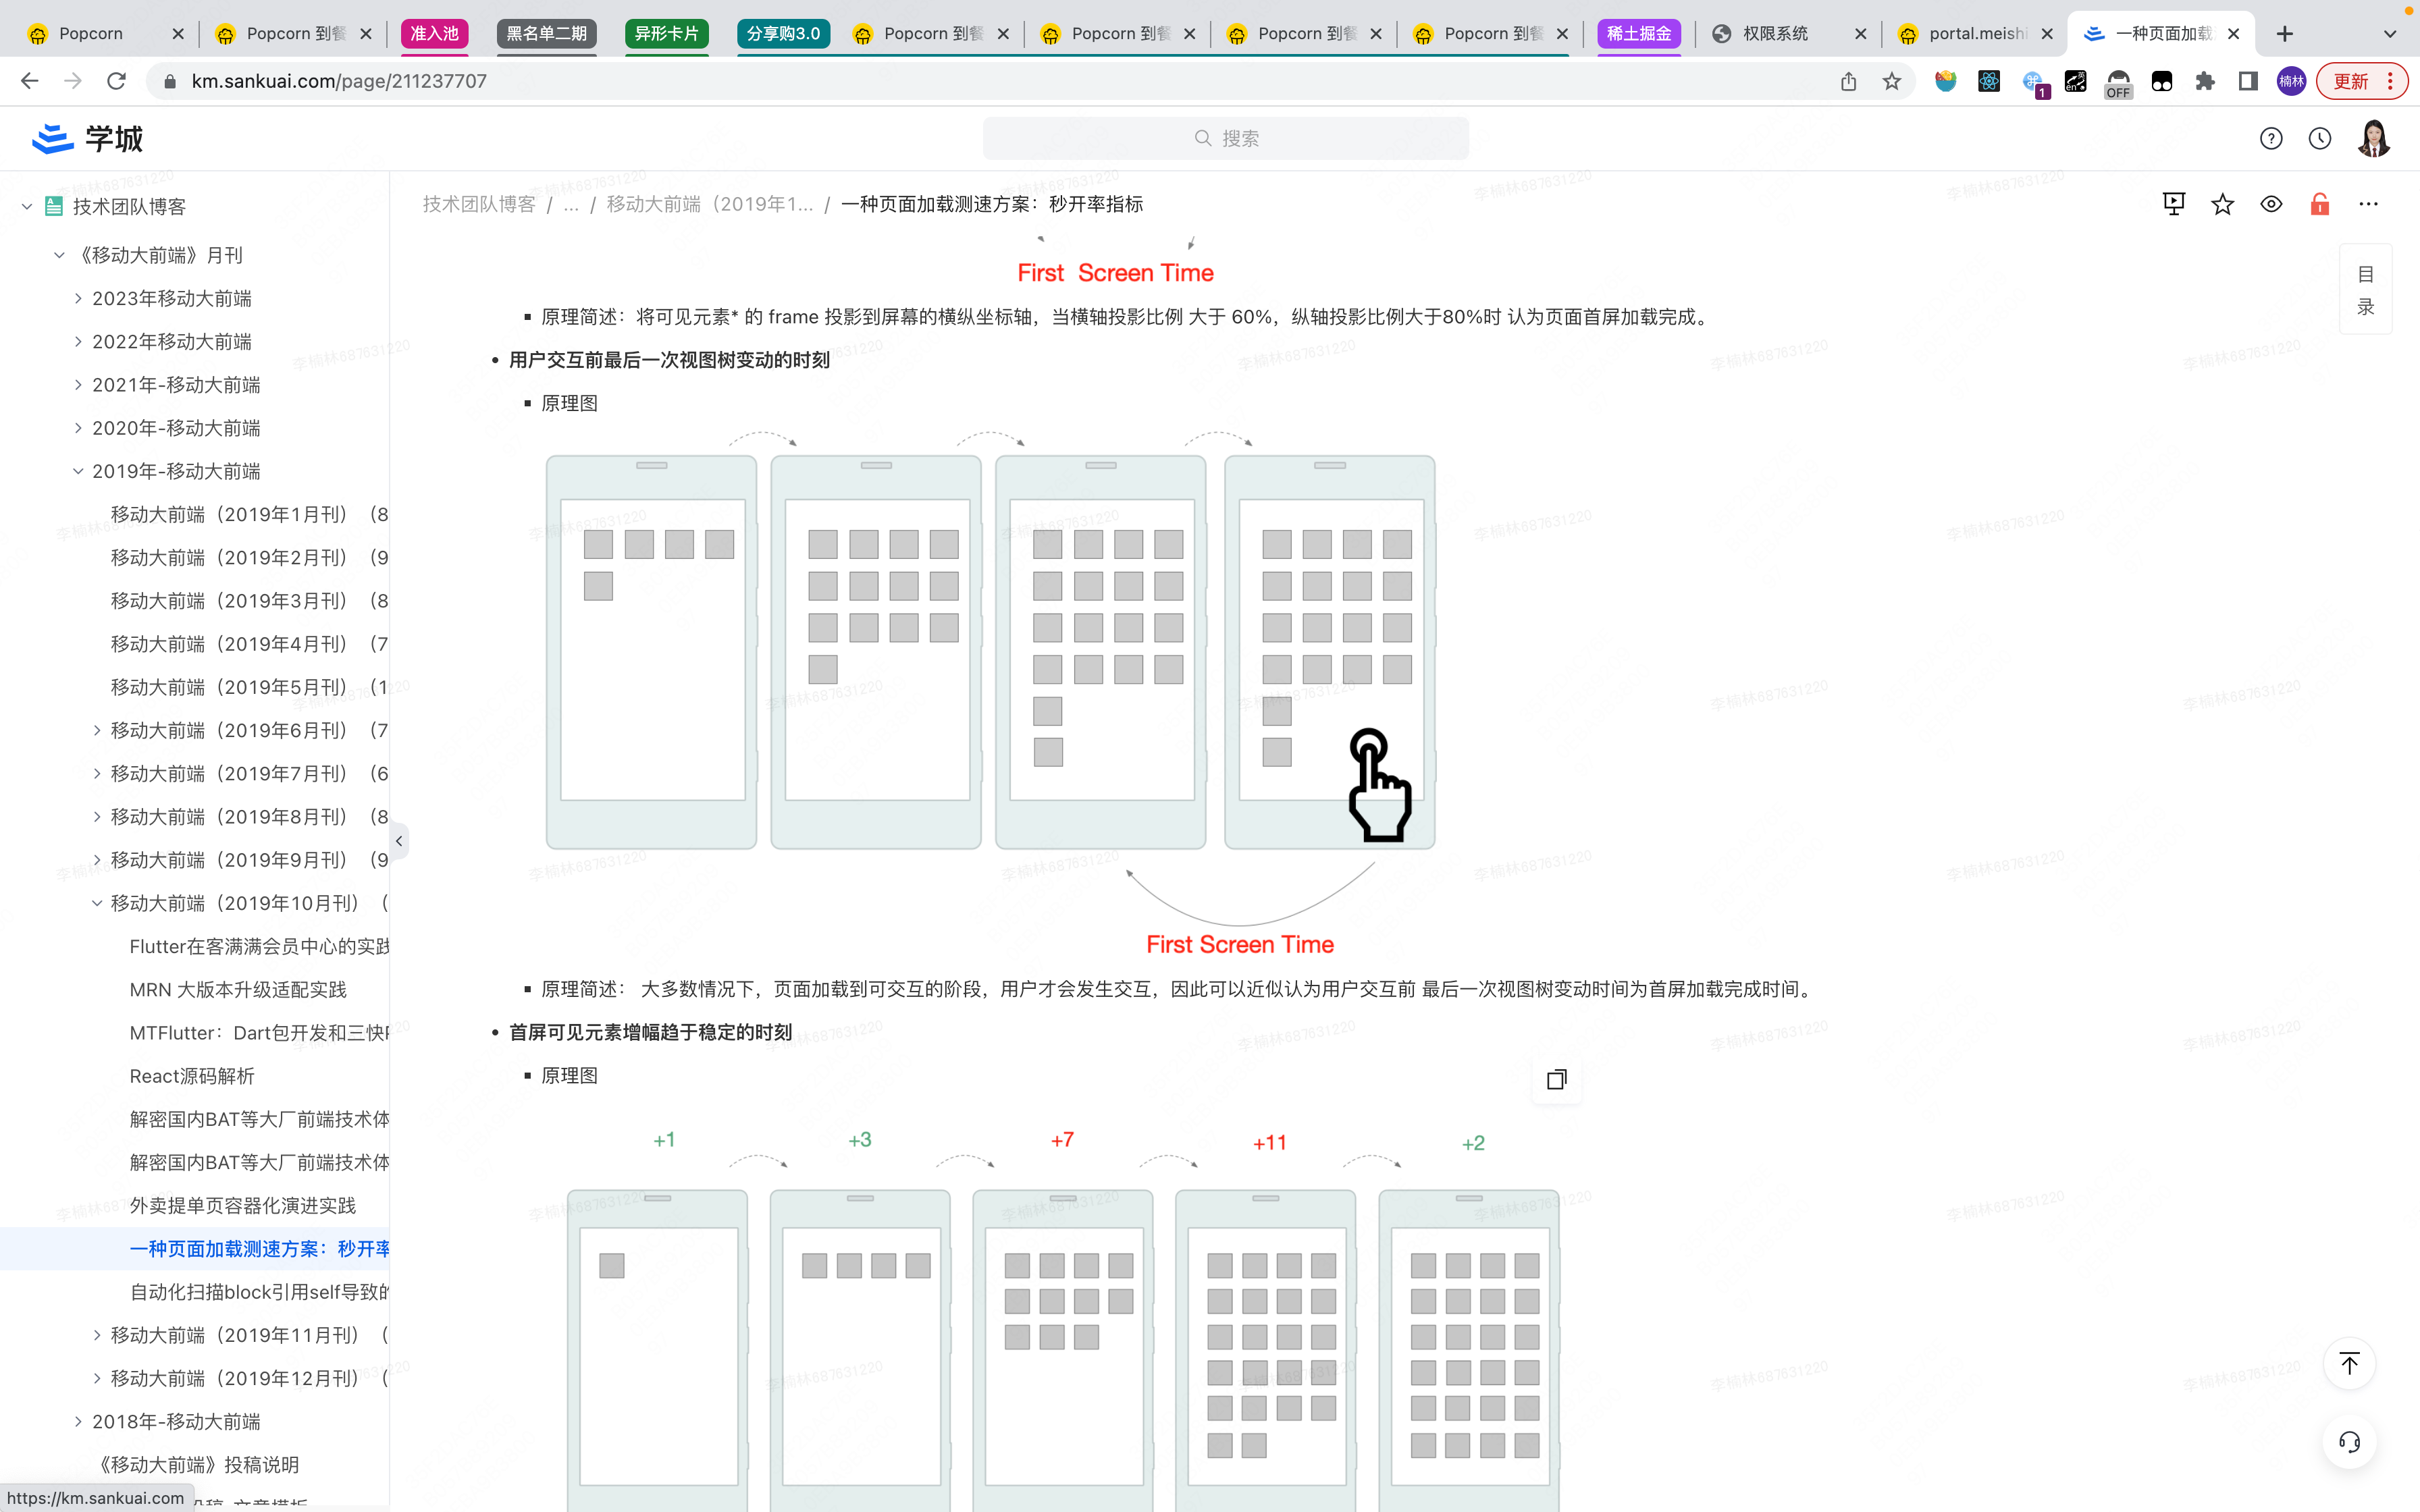 Popcorn
Popcorn 到餐
准入池
黑名单二期
异形卡片
分享购3.0
Popcorn 到餐
Popcorn 到餐
Popcorn 到餐
Popcorn 到餐
稀土掘金
权限系统
portal.meishi
一种页面加载
km.sankuai.com/page/211237707
1
en
英
OFF
楠林
更新
学城
搜索
技术团队博客
《移动大前端》月刊
2023年移动大前端
2022年移动大前端
2021年-移动大前端
2020年-移动大前端
2019年-移动大前端
移动大前端（2019年1月刊）（8
移动大前端（2019年2月刊）（9
移动大前端（2019年3月刊）（8
移动大前端（2019年4月刊）（7
移动大前端（2019年5月刊）（1
移动大前端（2019年6月刊）（7
移动大前端（2019年7月刊）（6
移动大前端（2019年8月刊）（8
移动大前端（2019年9月刊）（9
移动大前端（2019年10月刊）（
Flutter在客满满会员中心的实践
MRN 大版本升级适配实践
MTFlutter：Dart包开发和三快
React源码解析
解密国内BAT等大厂前端技术体
解密国内BAT等大厂前端技术体
外卖提单页容器化演进实践
一种页面加载测速方案：秒开率
自动化扫描block引用self导致的
移动大前端（2019年11月刊）（
移动大前端（2019年12月刊）（
2018年-移动大前端
《移动大前端》投稿说明
https://km.sankuai.com
技术团队博客 / ... / 移动大前端（2019年1... / 一种页面加载测速方案：秒开率指标
目
录
First Screen Time
原理简述：将可见元素* 的 frame 投影到屏幕的横纵坐标轴，当横轴投影比例 大于 60%，纵轴投影比例大于80%时 认为页面首屏加载完成。
用户交互前最后一次视图树变动的时刻
原理图
First Screen Time
原理简述： 大多数情况下，页面加载到可交互的阶段，用户才会发生交互，因此可以近似认为用户交互前 最后一次视图树变动时间为首屏加载完成时间。
首屏可见元素增幅趋于稳定的时刻
原理图
+1
+3
+7
+11
+2
李楠林687631220